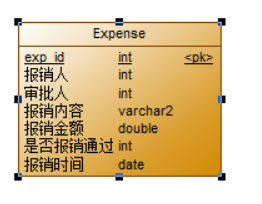 Expense
exp_id int <pk>
报销人 int
审批人 int
报销内容 varchar2
报销金额 double
是否报销通过 int
报销时间 date